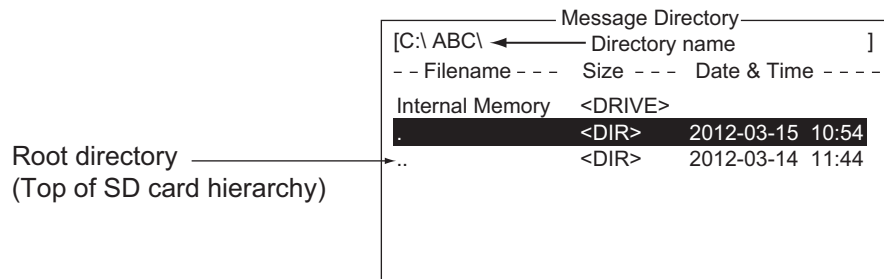 Message Directory
[C:\ ABC\ Directory name ]
- - Filename - - - Size - - - Date & Time - - - -
Internal Memory <DRIVE>
. <DIR> 2012-03-15 10:54
.. <DIR> 2012-03-14 11:44
Root directory
(Top of SD card hierarchy)